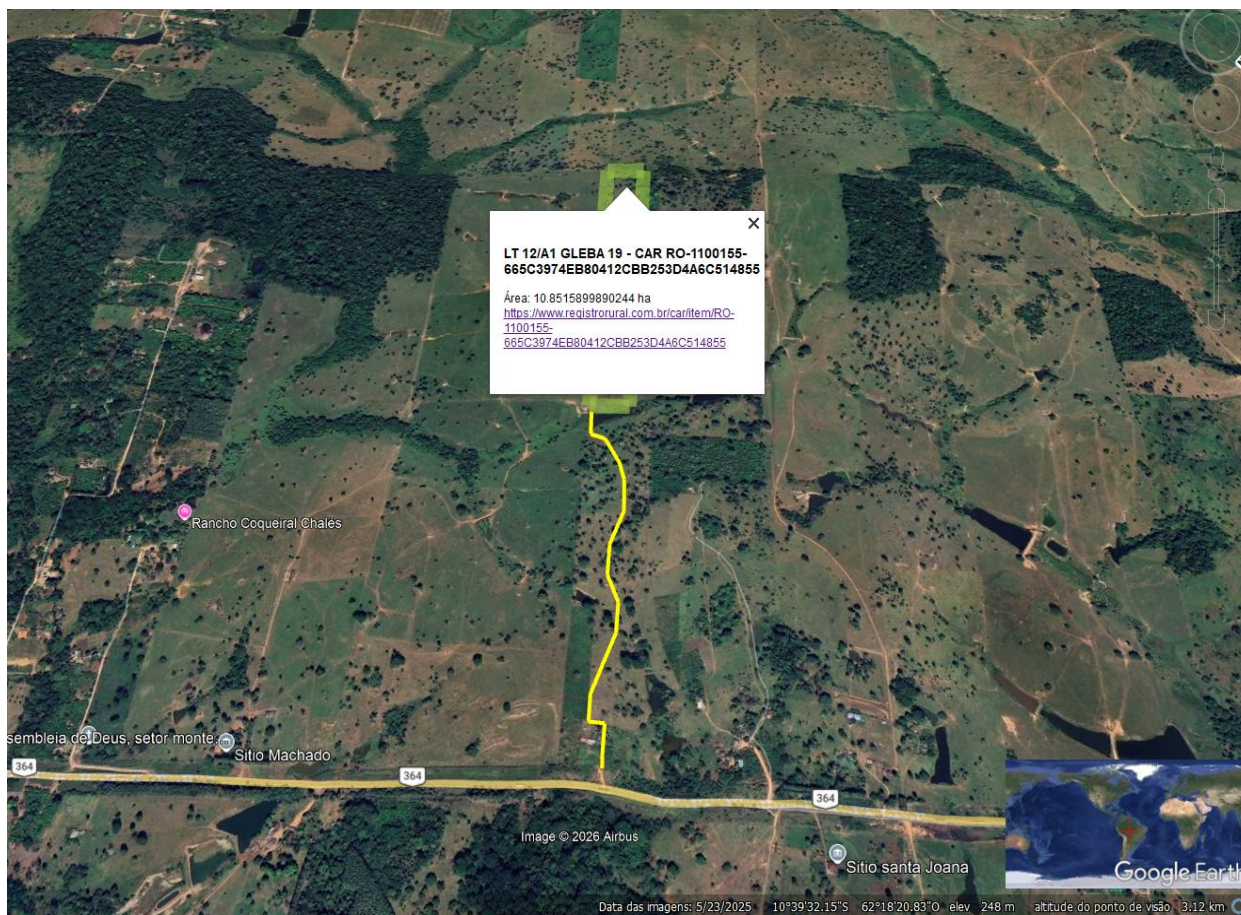 LT 12/A1 GLEBA 19 - CAR RO-1100155-
665C3974EB80412CBB253D4A6C514855
Área: 10.8515899890244 ha
https://www.registrorural.com.br/car/item/RO-
1100155-
665C3974EB80412CBB253D4A6C514855
Rancho Coqueiral Chalés
sembleia de Deus, setor monte...
Sítio Machado
364
364
364
Image © 2026 Airbus
Sitio santa Joana
Google Earth
Data das imagens: 5/23/2025 10°39'32.15"S 62°18'20.83"O elev 248 m altitude do ponto de visão 3.12 km